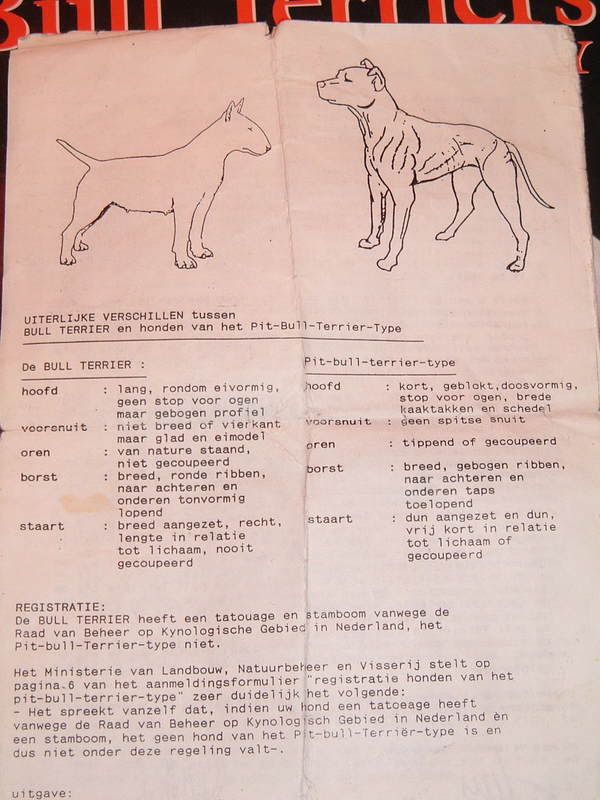 Bull Terriers
Y
UITERLIJKE VERSCHILLEN tussen
BULL TERRIER en honden van het Pit-Bull-Terrier-Type
De BULL TERRIER :
hoofd : lang, rondom eivormig,
geen stop voor ogen
maar gebogen profiel
voorsnuit : niet breed of vierkant
maar glad en eimodel
oren : van nature staand,
niet gecoupeerd
borst : breed, ronde ribben,
naar achteren en
onderen tonvormig
lopend
staart : breed aangezet, recht,
lengte in relatie
tot lichaam, nooit
gecoupeerd
Pit-bull-terrier-type
hoofd : kort, geblokt,doosvormig,
stop voor ogen, brede
kaaktakken en schedel
voorsnuit : geen spitse snuit
oren : tippend of gecoupeerd
borst : breed, gebogen ribben,
naar achteren en
onderen taps
toelopend
staart : dun aangezet en dun,
vrij kort in relatie
tot lichaam of
gecoupeerd
REGISTRATIE:
De BULL TERRIER heeft een tatouage en stamboom vanwege de
Raad van Beheer op Kynologische Gebied in Nederland, het
Pit-bull-Terrier-type niet.
Het Ministerie van Landbouw, Natuurbeheer en Visserij stelt op
pagina.6 van het aanmeldingsformulier "registratie honden van het
pit-bull-terrier-type" zeer duidelijk het volgende:
- Het spreekt vanzelf dat, indien uw hond een tatoeage heeft
vanwege de Raad van Beheer op Kynologisch Gebied in Nederland èn
een stamboom, het geen hond van het Pit-bull-Terriër-type is en
dus niet onder deze regeling valt-.
uitgave: